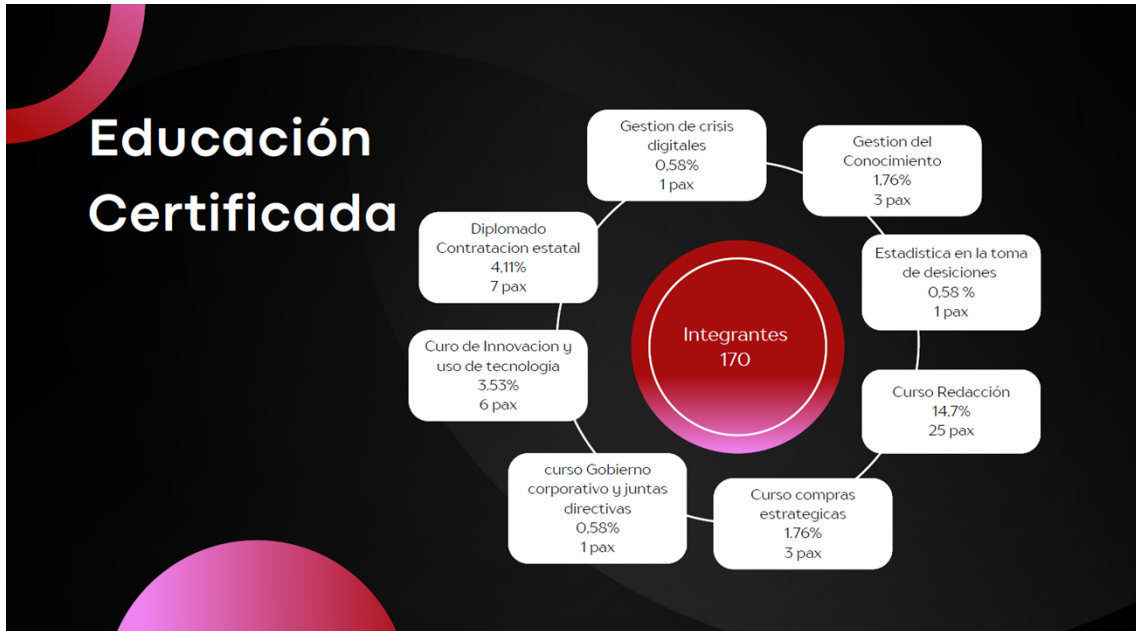 Educación
Certificada
Gestion de crisis
digitales
0,58%
1 pax
Gestion del
Conocimiento
1,76%
3 pax
Estadistica en la toma
de desiciones
0,58 %
1 pax
Curso Redacción
14,7%
25 pax
Curso compras
estrategicas
1.76%
3 pax
curso Gobierno
corporativo y juntas
directivas
0,58%
1 pax
Curo de Innovacion y
uso de tecnologia
3.53%
6 pax
Diplomado
Contratacion estatal
4,11%
7 pax
Integrantes
170